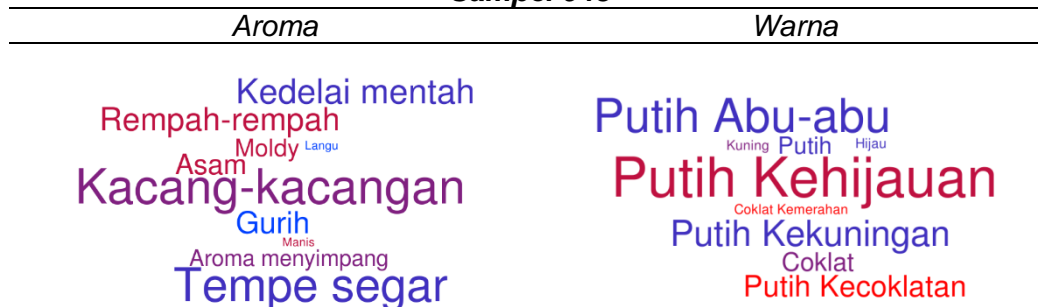 Aroma Warna
Kedelai mentah
Rempah-rempah
Moldy Langu
Asam
Kacang-kacangan
Gurih
Manis
Aroma menyimpang
Tempe segar
Putih Abu-abu
Kuning Putih Hijau
Putih Kehijauan
Coklat Kemerahan
Putih Kekuningan
Coklat
Putih Kecoklatan